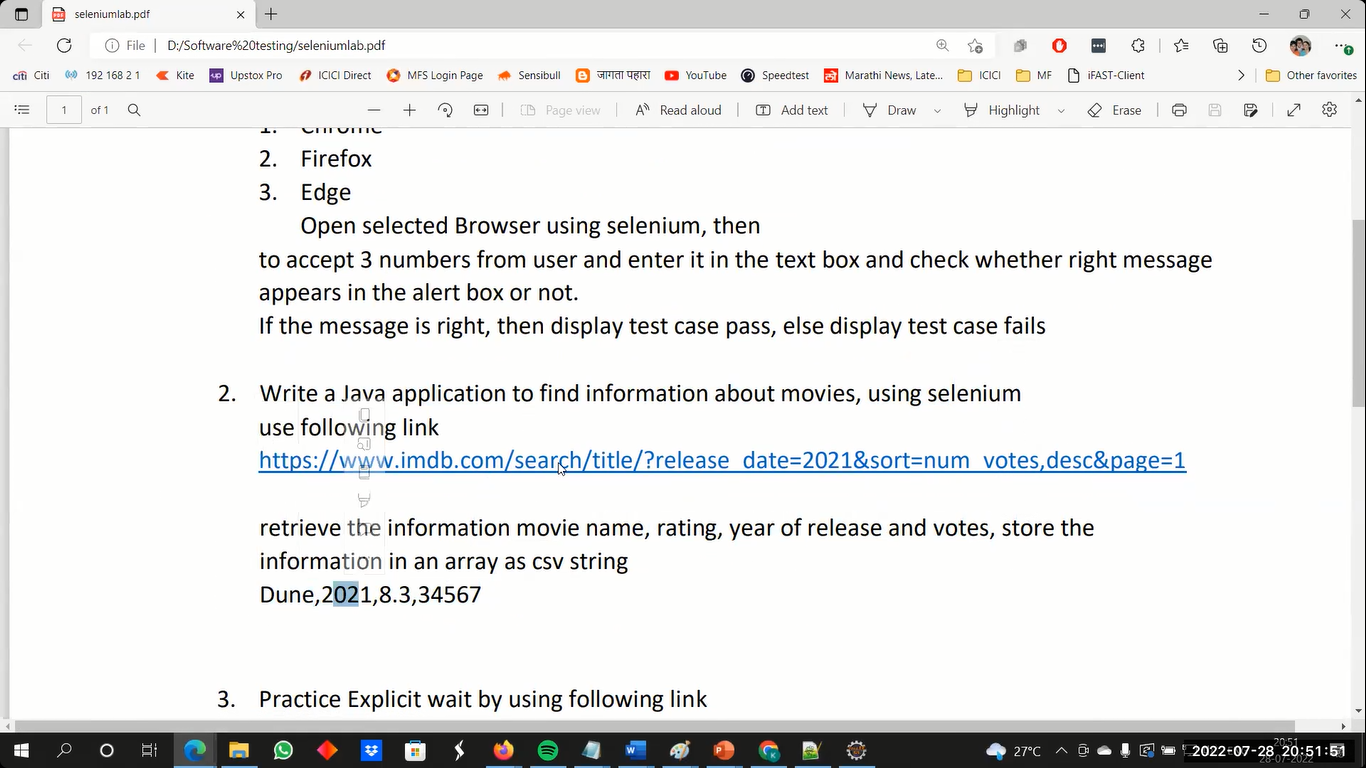 seleniumlab.pdf
File D:/Software%20testing/seleniumlab.pdf
Citi 192 168 2 1 Kite Upstox Pro ICICI Direct MFS Login Page Sensibull जागता पहारा YouTube Speedtest Marathi News, Late... ICICI MF iFAST-Client Other favorites
1 of 1 Page view Read aloud Add text Draw Highlight Erase
1. Chrome
2. Firefox
3. Edge
Open selected Browser using selenium, then
to accept 3 numbers from user and enter it in the text box and check whether right message
appears in the alert box or not.
If the message is right, then display test case pass, else display test case fails
2. Write a Java application to find information about movies, using selenium
use following link
https://www.imdb.com/search/title/?release_date=2021&sort=num_votes,desc&page=1
retrieve the information movie name, rating, year of release and votes, store the
information in an array as csv string
Dune,2021,8.3,34567
3. Practice Explicit wait by using following link
27°C 2022-07-28 20:51:51